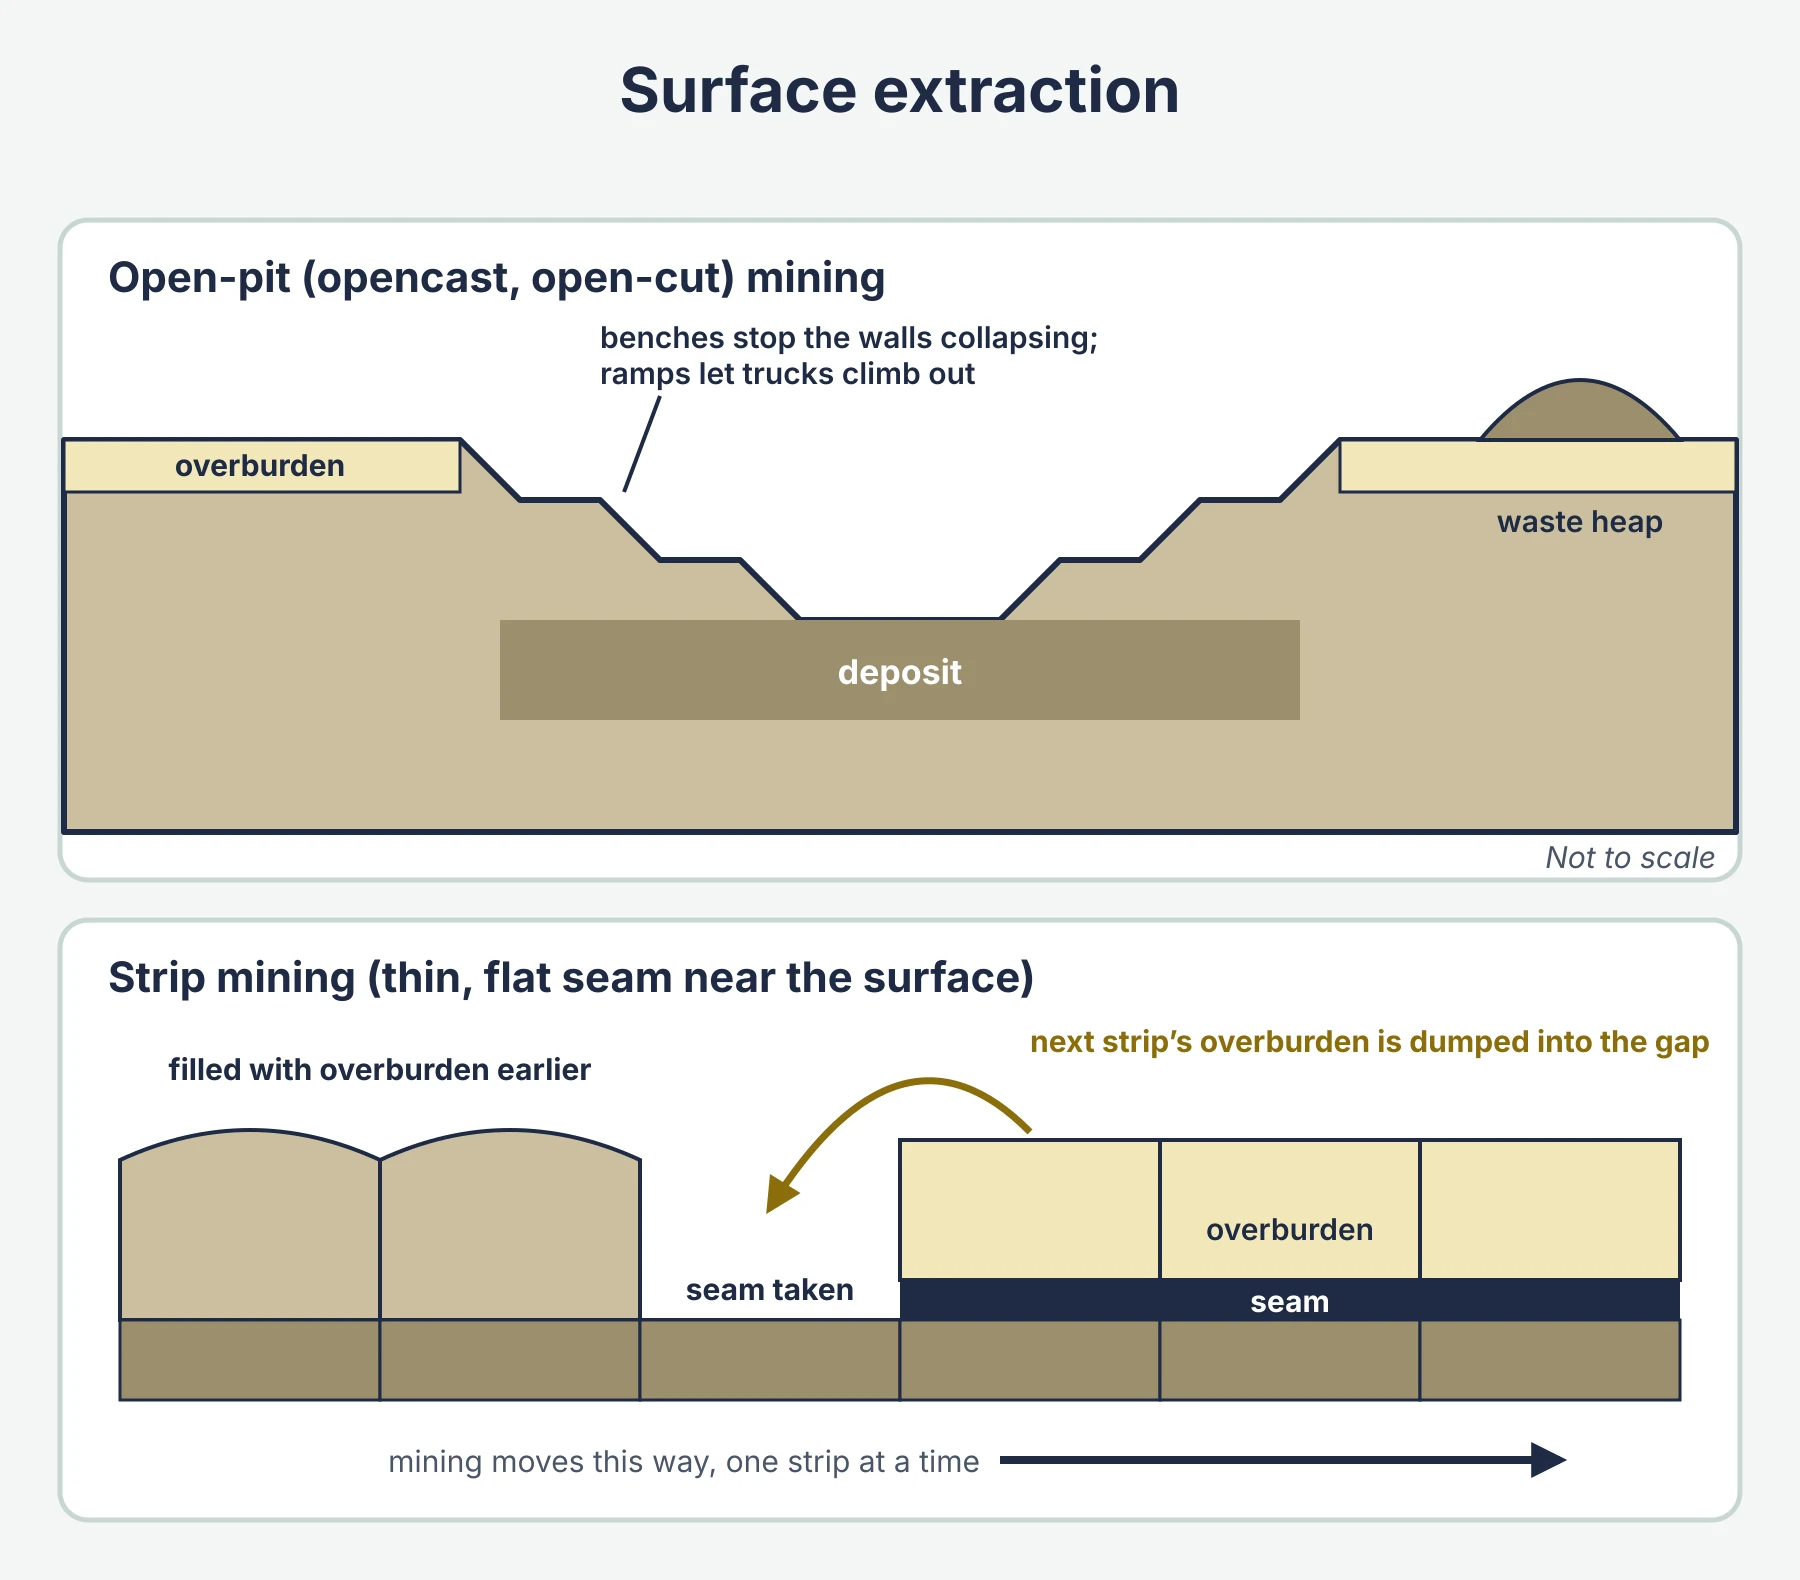 Surface extraction
Open-pit (opencast, open-cut) mining
benches stop the walls collapsing;
ramps let trucks climb out
overburden
waste heap
deposit
Not to scale
Strip mining (thin, flat seam near the surface)
next strip’s overburden is dumped into the gap
filled with overburden earlier
overburden
seam taken
seam
mining moves this way, one strip at a time